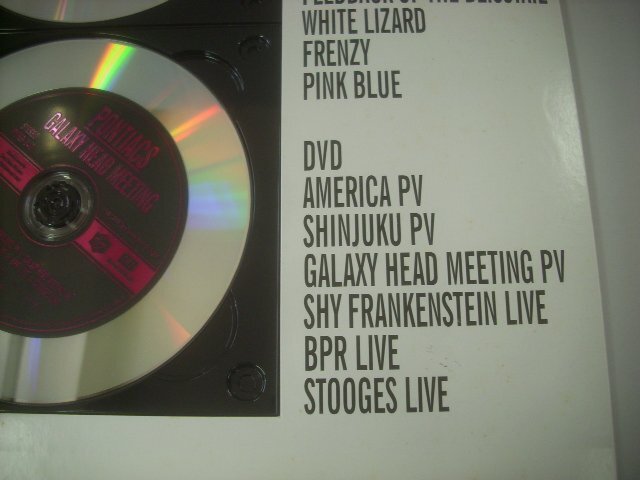 WHITE LIZARD
FRENZY
PINK BLUE
DVD
AMERICA PV
SHINJUKU PV
GALAXY HEAD MEETING PV
SHY FRANKENSTEIN LIVE
BPR LIVE
STOOGES LIVE
PONTIACS
GALAXY HEAD MEETING